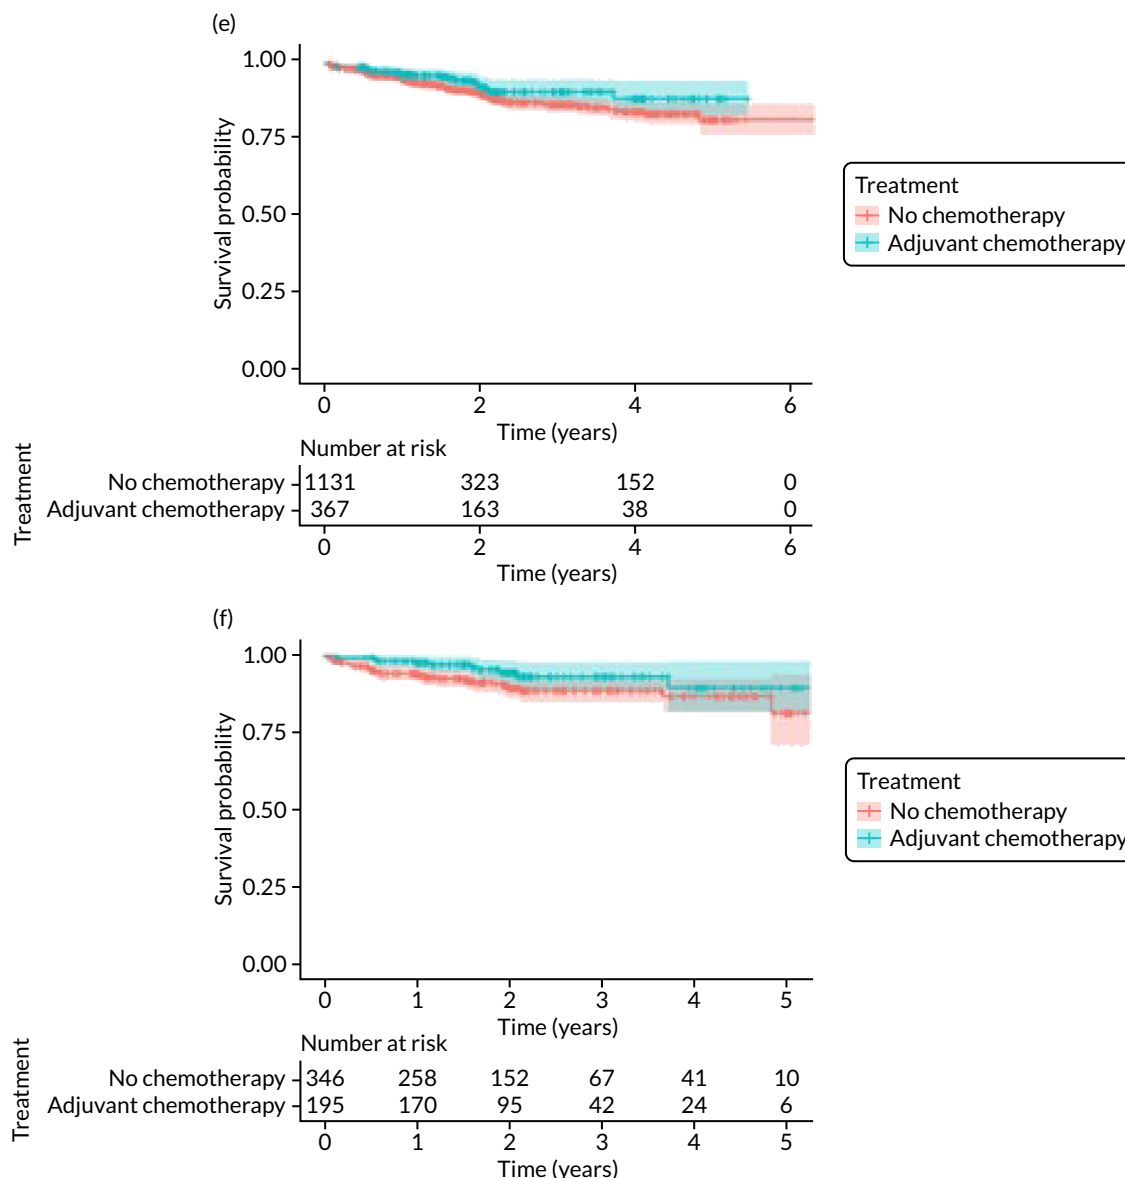 (e)
1.00
0.75
0.50
0.25
0.00
Survival probability
0 2 4 6
Time (years)
Treatment
No chemotherapy
Adjuvant chemotherapy
Number at risk
Treatment
No chemotherapy 1131 323 152 0
Adjuvant chemotherapy 367 163 38 0
0 2 4 6
Time (years)
(f)
1.00
0.75
0.50
0.25
0.00
Survival probability
0 1 2 3 4 5
Time (years)
Treatment
No chemotherapy
Adjuvant chemotherapy
Number at risk
Treatment
No chemotherapy 346 258 152 67 41 10
Adjuvant chemotherapy 195 170 95 42 24 6
0 1 2 3 4 5
Time (years)